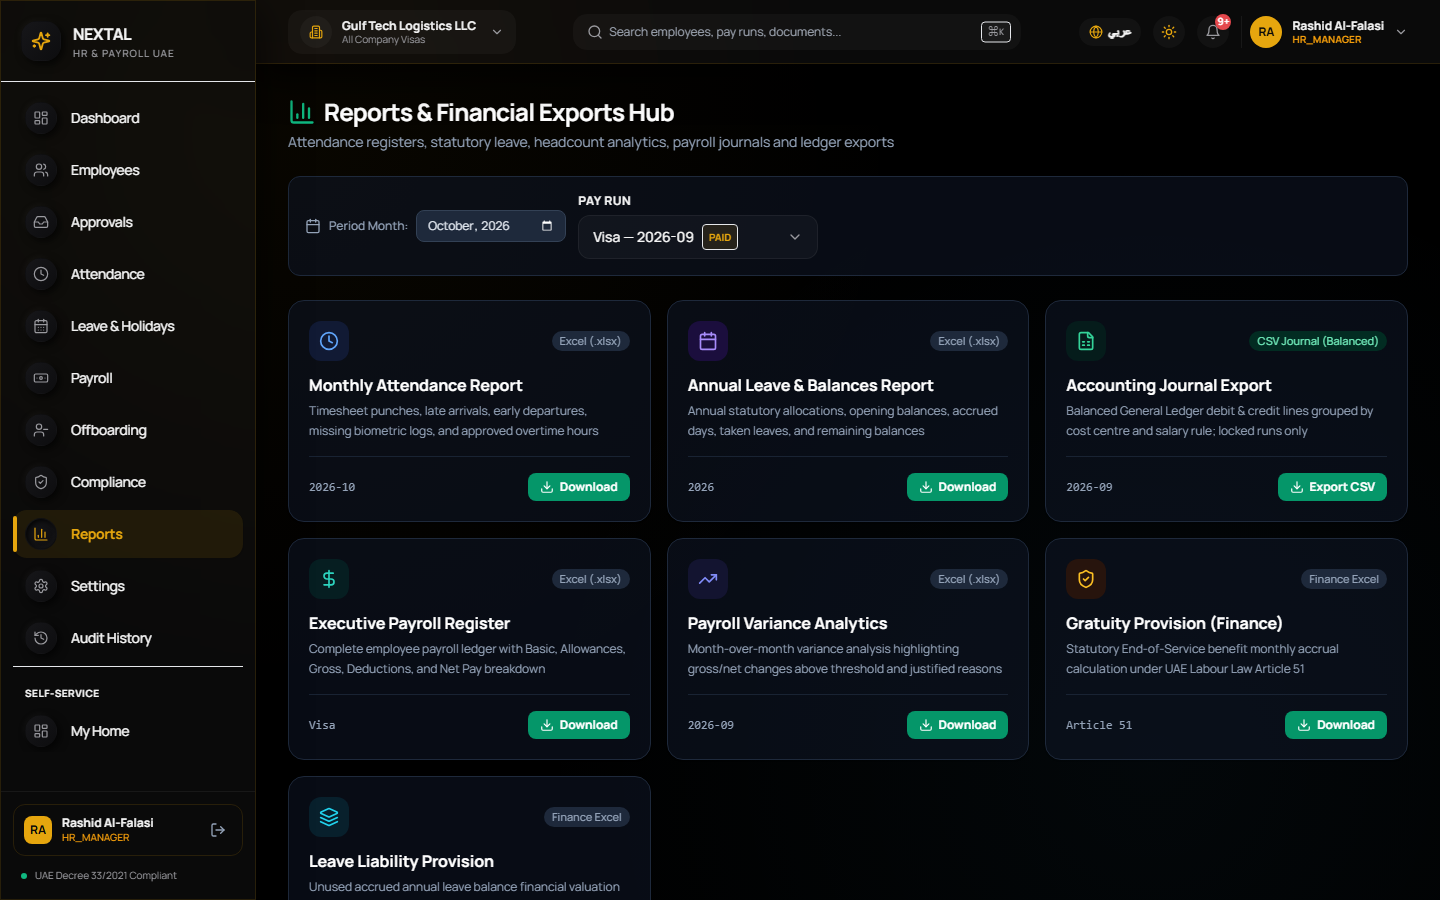 NEXTAL
HR & PAYROLL UAE
Dashboard
Employees
Approvals
Attendance
Leave & Holidays
Payroll
Offboarding
Compliance
Reports
Settings
Audit History
SELF-SERVICE
My Home
RA
Rashid Al-Falasi
HR_MANAGER
UAE Decree 33/2021 Compliant
Gulf Tech Logistics LLC
All Company Visas
Search employees, pay runs, documents...
⌘K
عربي
9+
RA
Rashid Al-Falasi
HR_MANAGER
Reports & Financial Exports Hub
Attendance registers, statutory leave, headcount analytics, payroll journals and ledger exports
Period Month:
October, 2026
PAY RUN
Visa — 2026-09
PAID
Excel (.xlsx)
Monthly Attendance Report
Timesheet punches, late arrivals, early departures,
missing biometric logs, and approved overtime hours
2026-10
Download
Excel (.xlsx)
Annual Leave & Balances Report
Annual statutory allocations, opening balances, accrued
days, taken leaves, and remaining balances
2026
Download
CSV Journal (Balanced)
Accounting Journal Export
Balanced General Ledger debit & credit lines grouped by
cost centre and salary rule; locked runs only
2026-09
Export CSV
Excel (.xlsx)
Executive Payroll Register
Complete employee payroll ledger with Basic, Allowances,
Gross, Deductions, and Net Pay breakdown
Visa
Download
Excel (.xlsx)
Payroll Variance Analytics
Month-over-month variance analysis highlighting
gross/net changes above threshold and justified reasons
2026-09
Download
Finance Excel
Gratuity Provision (Finance)
Statutory End-of-Service benefit monthly accrual
calculation under UAE Labour Law Article 51
Article 51
Download
Finance Excel
Leave Liability Provision
Unused accrued annual leave balance financial valuation